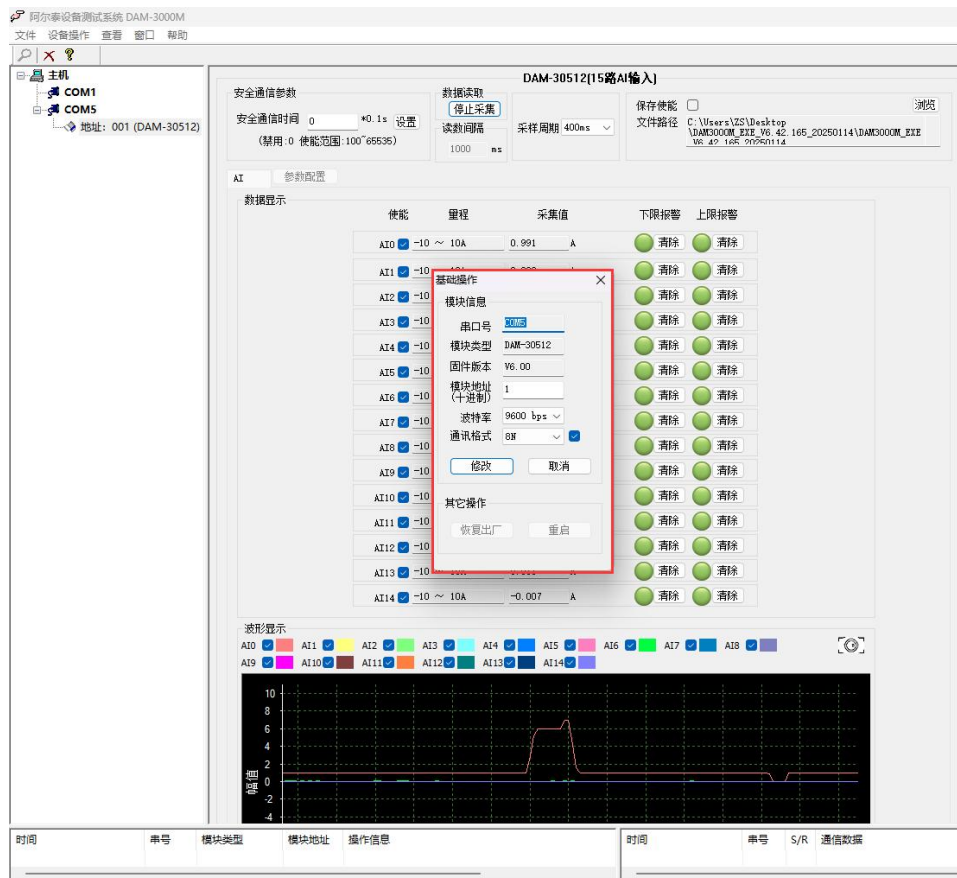 阿尔泰设备测试系统 DAM-3000M
文件 设备操作 查看 窗口 帮助
主机
COM1
COM5
地址: 001 (DAM-30512)
DAM-30512[15路AI输入]
安全通信参数
安全通信时间 0 *0.1s 设置
(禁用:0 使能范围:100~65535)
数据读取
停止采集
读数间隔
1000 ms
采样周期 400ms
保存使能
浏览
文件路径 C:\Users\ZS\Desktop
\DAM3000M_EXE_V6.42.165_20250114\DAM3000M_EXE
V6.42.165_20250114
AI 参数配置
数据显示
使能 量程 采集值 下限报警 上限报警
AI0 -10 ~ 10A 0.991 A 清除 清除
AI1 -10 清除 清除
AI2 -10 清除 清除
AI3 -10 清除 清除
AI4 -10 清除 清除
AI5 -10 清除 清除
AI6 -10 清除 清除
AI7 -10 清除 清除
AI8 -10 清除 清除
AI9 -10 清除 清除
AI10 -10 清除 清除
AI11 -10 清除 清除
AI12 -10 清除 清除
AI13 -10 清除 清除
AI14 -10 ~ 10A -0.007 A 清除 清除
基础操作
模块信息
串口号 COM5
模块类型 DAM-30512
固件版本 V6.00
模块地址 1
(十进制)
波特率 9600 bps
通讯格式 8N
修改 取消
其它操作
恢复出厂 重启
波形显示
AI0 AI1 AI2 AI3 AI4 AI5 AI6 AI7 AI8
AI9 AI10 AI11 AI12 AI13 AI14
幅值
10
8
6
4
2
0
-2
-4
时间 串号 模块类型 模块地址 操作信息
时间 串号 S/R 通信数据